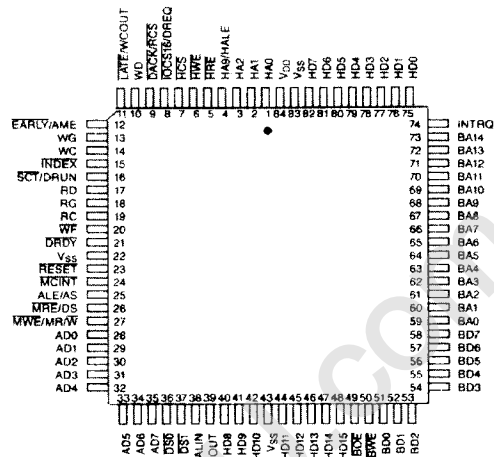 LATE/WCOUT
WD
DACK/RCS
IOCS16/DREQ
HCS
HWE
HRE
HA9/HALE
HA2
HA1
HA0
VDD
VSS
HD7
HD6
HD5
HD4
HD3
HD2
HD1
HD0
11 10 9 8 7 6 5 4 3 2 1 84 83 82 81 80 79 78 77 76 75
EARLY/AME 12
WG 13
WC 14
INDEX 15
SCT/DRUN 16
RD 17
RG 18
RC 19
WF 20
DRDY 21
VSS 22
RESET 23
MCINT 24
ALE/AS 25
MRE/DS 26
MWE/MR/W 27
AD0 28
AD1 29
AD2 30
AD3 31
AD4 32
74 INTRQ
73 BA14
72 BA13
71 BA12
70 BA11
69 BA10
68 BA9
67 BA8
66 BA7
65 BA6
64 BA5
63 BA4
62 BA3
61 BA2
60 BA1
59 BA0
58 BD7
57 BD6
56 BD5
55 BD4
54 BD3
33 34 35 36 37 38 39 40 41 42 43 44 45 46 47 48 49 50 51 52 53
AD5
AD6
AD7
DS0
DS1
ALIN
OUT
HD8
HD9
HD10
VSS
HD11
HD12
HD13
HD14
HD15
BOE
BWE
BD0
BD1
BD2